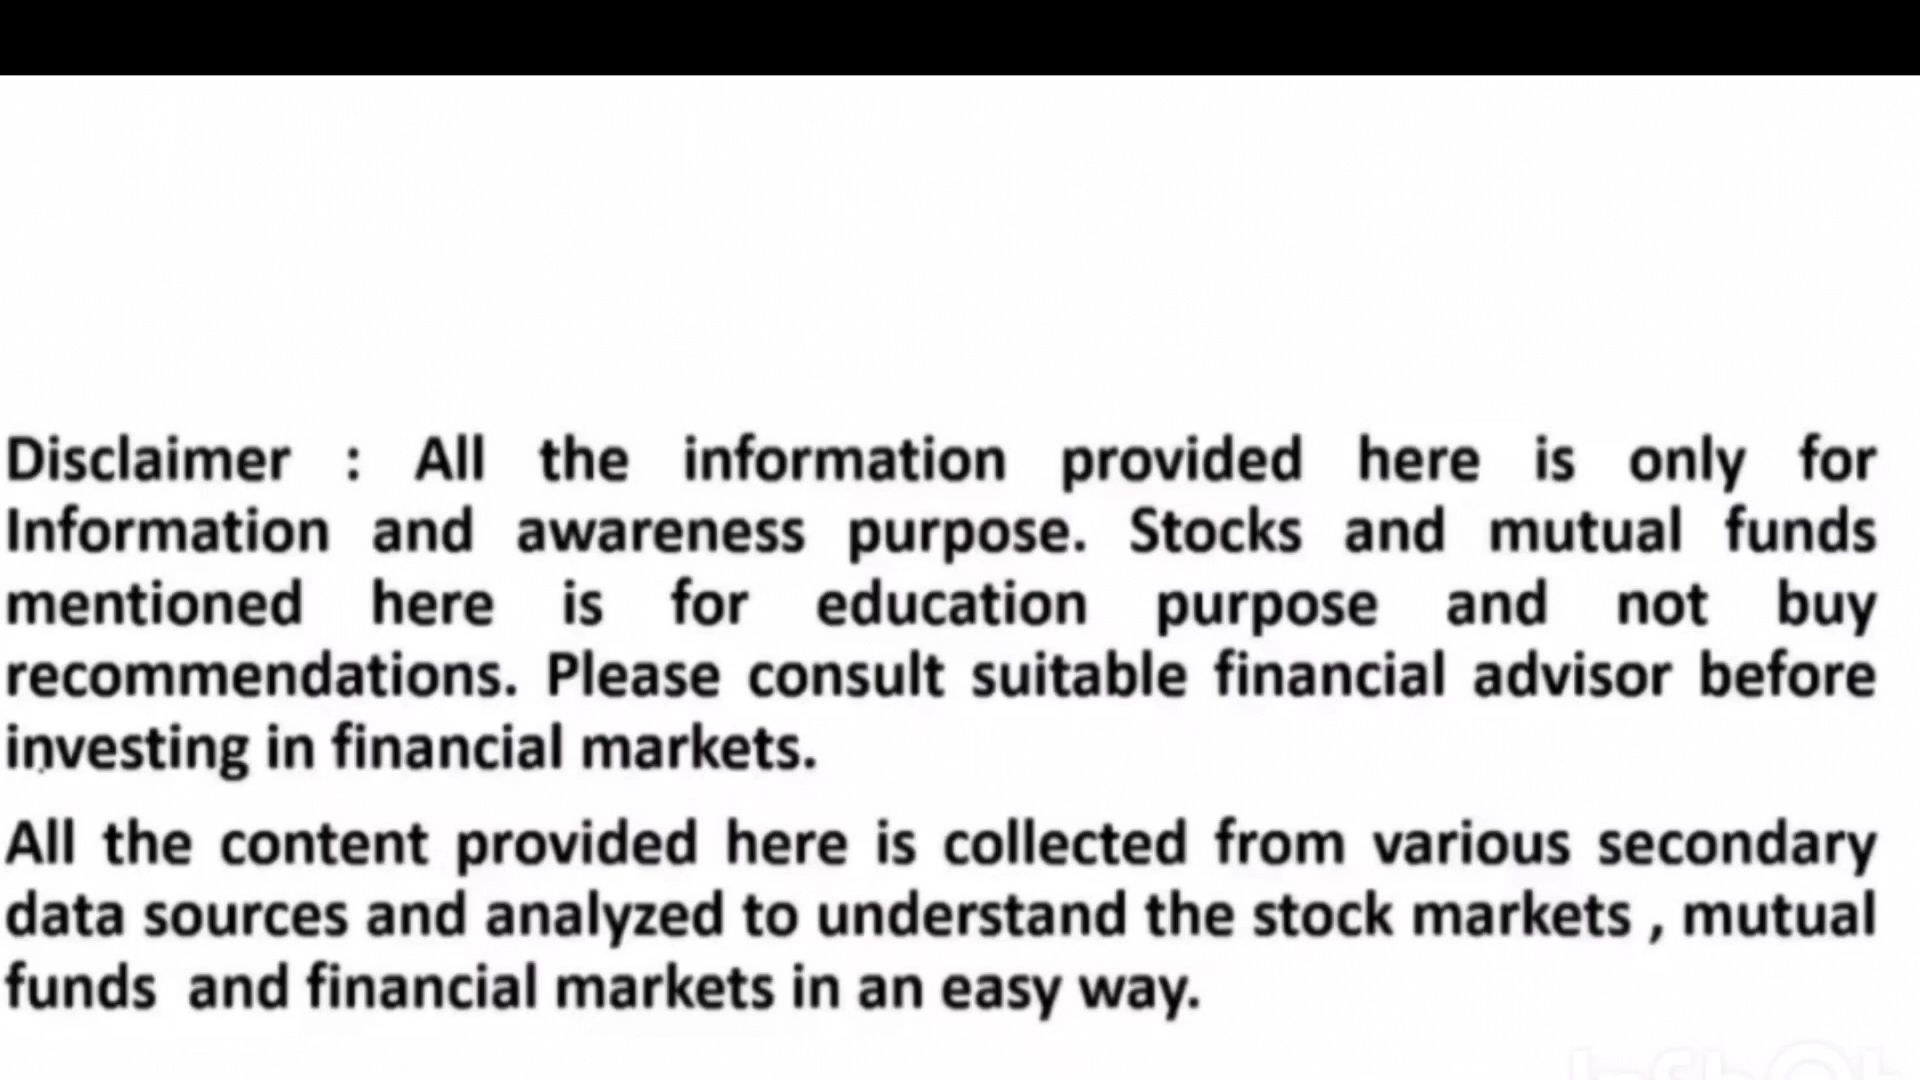 Disclaimer : All the information provided here is only for
Information and awareness purpose. Stocks and mutual funds
mentioned here is for education purpose and not buy
recommendations. Please consult suitable financial advisor before
investing in financial markets.
All the content provided here is collected from various secondary
data sources and analyzed to understand the stock markets , mutual
funds and financial markets in an easy way.